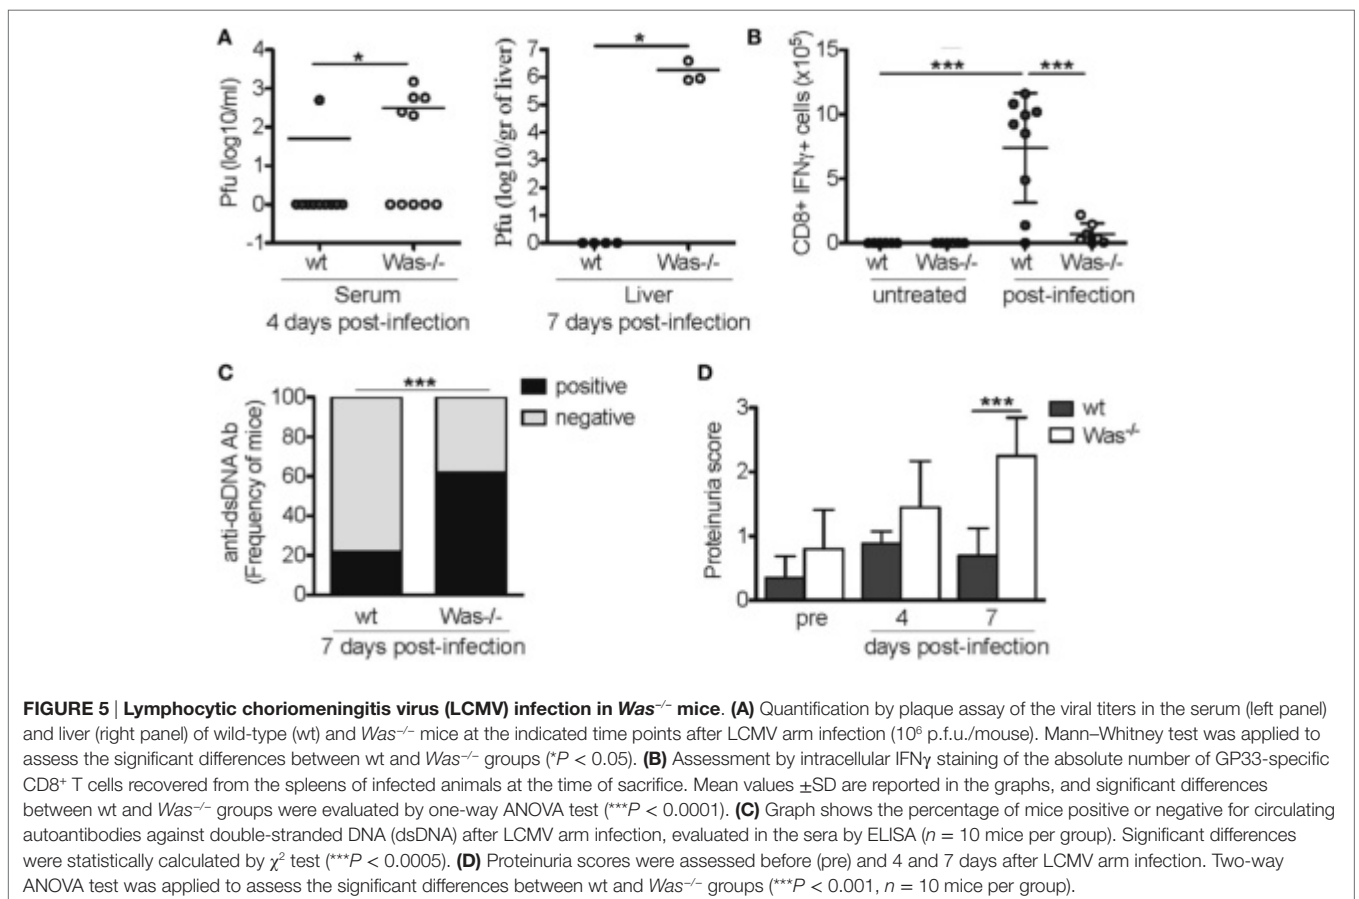 A
4
3
2
1
0
-1
Pfu (log10/ml)
*
wt Was-/-
Serum
4 days post-infection
7
6
5
4
3
2
1
0
Pfu (log10/gr of liver)
*
wt Was-/-
Liver
7 days post-infection
B
15
10
5
0
CD8+ IFNγ+ cells (x10⁵)
*** ***
wt Was-/- wt Was-/-
untreated post-infection
C
100
80
60
40
20
0
anti-dsDNA Ab
(Frequency of mice)
***
positive
negative
wt Was-/-
7 days post-infection
D
3
2
1
0
Proteinuria score
***
wt
Was⁻/⁻
pre 4 7
days post-infection
FIGURE 5 | Lymphocytic choriomeningitis virus (LCMV) infection in Was⁻/⁻ mice. (A) Quantification by plaque assay of the viral titers in the serum (left panel)
and liver (right panel) of wild-type (wt) and Was⁻/⁻ mice at the indicated time points after LCMV arm infection (10⁶ p.f.u./mouse). Mann–Whitney test was applied to
assess the significant differences between wt and Was⁻/⁻ groups (*P < 0.05). (B) Assessment by intracellular IFNγ staining of the absolute number of GP33-specific
CD8⁺ T cells recovered from the spleens of infected animals at the time of sacrifice. Mean values ±SD are reported in the graphs, and significant differences
between wt and Was⁻/⁻ groups were evaluated by one-way ANOVA test (***P < 0.0001). (C) Graph shows the percentage of mice positive or negative for circulating
autoantibodies against double-stranded DNA (dsDNA) after LCMV arm infection, evaluated in the sera by ELISA (n = 10 mice per group). Significant differences
were statistically calculated by χ² test (***P < 0.0005). (D) Proteinuria scores were assessed before (pre) and 4 and 7 days after LCMV arm infection. Two-way
ANOVA test was applied to assess the significant differences between wt and Was⁻/⁻ groups (***P < 0.001, n = 10 mice per group).